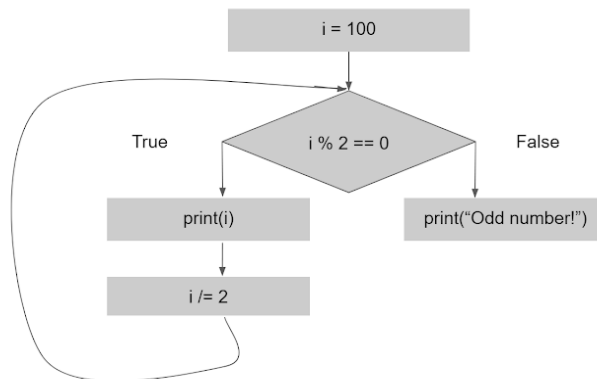 i = 100
True
i % 2 == 0
False
print(i)
print(“Odd number!”)
i /= 2